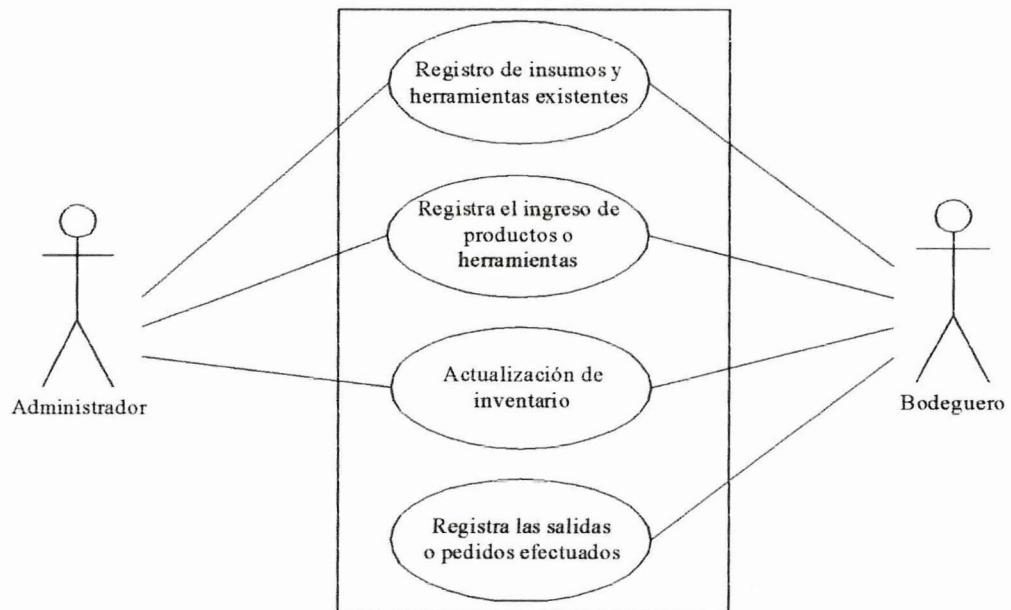 Registro de insumos y
herramientas existentes
Registra el ingreso de
productos o
herramientas
Administrador
Actualización de
inventario
Bodeguero
Registra las salidas
o pedidos efectuados